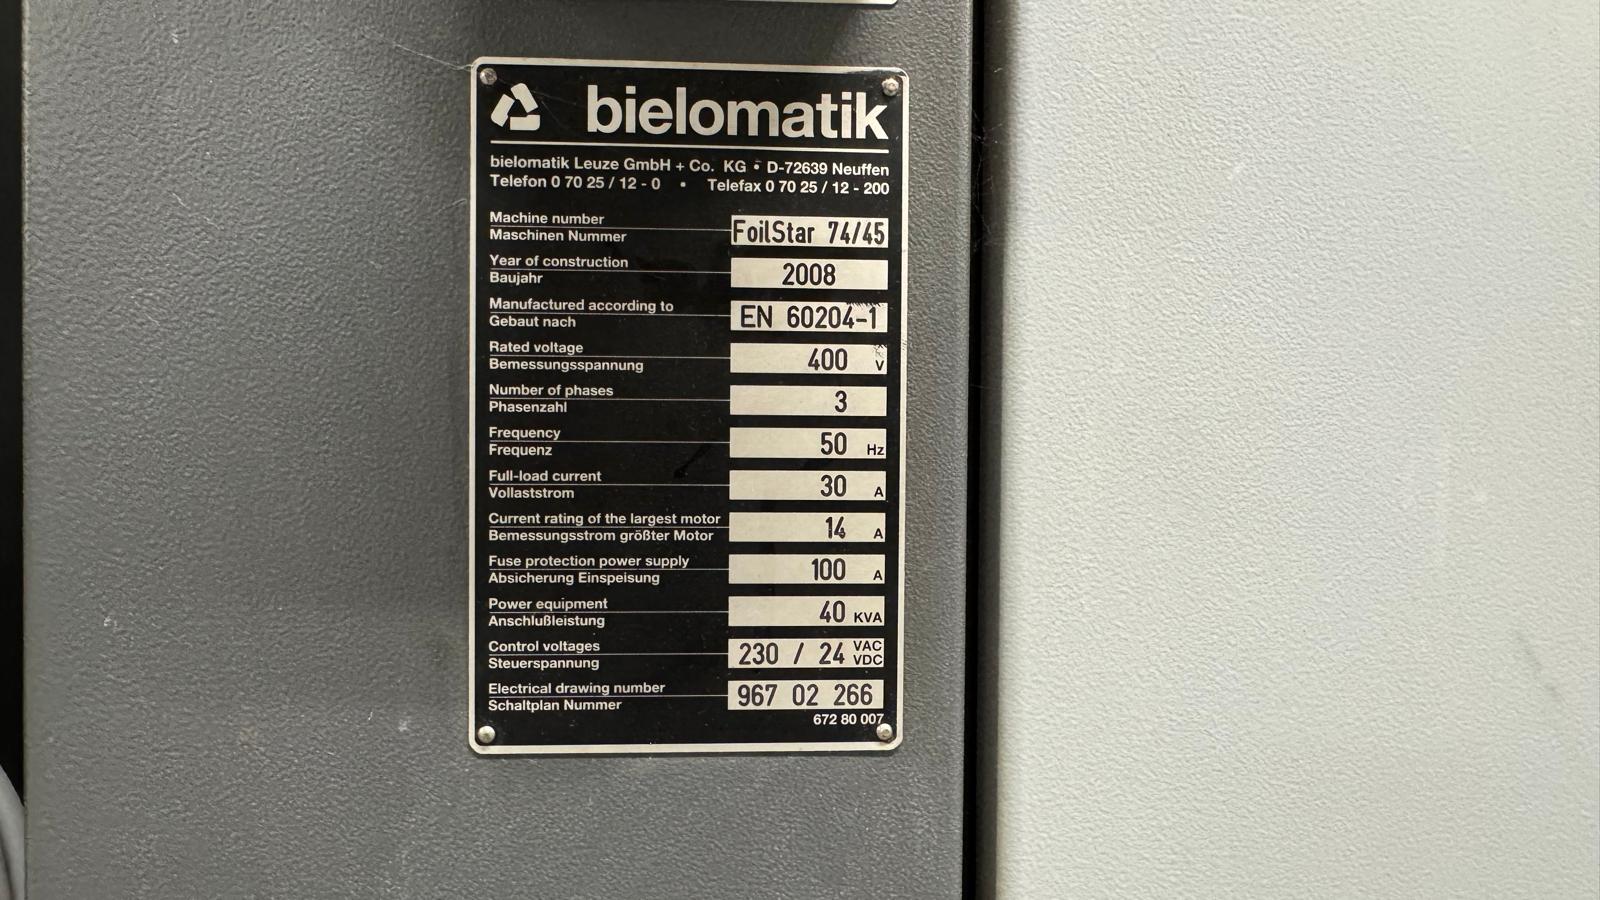 bielomatik
bielomatik Leuze GmbH + Co. KG • D-72639 Neuffen
Telefon 0 70 25 / 12 - 0 • Telefax 0 70 25 / 12 - 200
Machine number
Maschinen Nummer
FoilStar 74/45
Year of construction
Baujahr
2008
Manufactured according to
Gebaut nach
EN 60204-1
Rated voltage
Bemessungsspannung
400 V
Number of phases
Phasenzahl
3
Frequency
Frequenz
50 Hz
Full-load current
Vollaststrom
30 A
Current rating of the largest motor
Bemessungsstrom größter Motor
14 A
Fuse protection power supply
Absicherung Einspeisung
100 A
Power equipment
Anschlußleistung
40 KVA
Control voltages
Steuerspannung
230 / 24 VAC
VDC
Electrical drawing number
Schaltplan Nummer
967 02 266
672 80 007